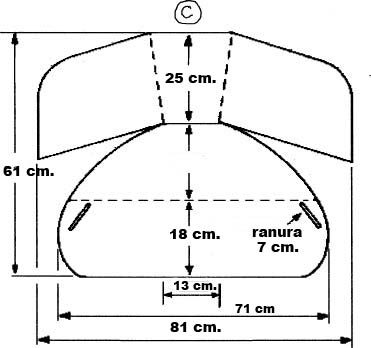 C
25 cm.
61 cm.
ranura
7 cm.
18 cm.
13 cm.
71 cm
81 cm.